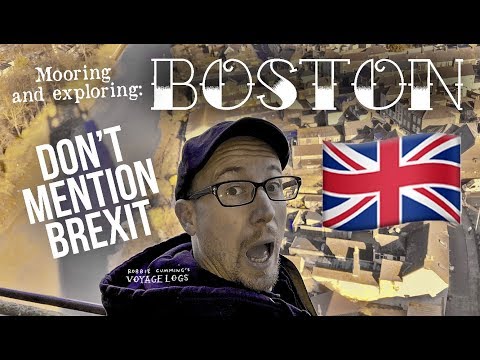 Mooring
and exploring:
BOSTON
DON'T
MENTION
BREXIT
ROBBIE CUMMING'S
VOYAGE LOGS